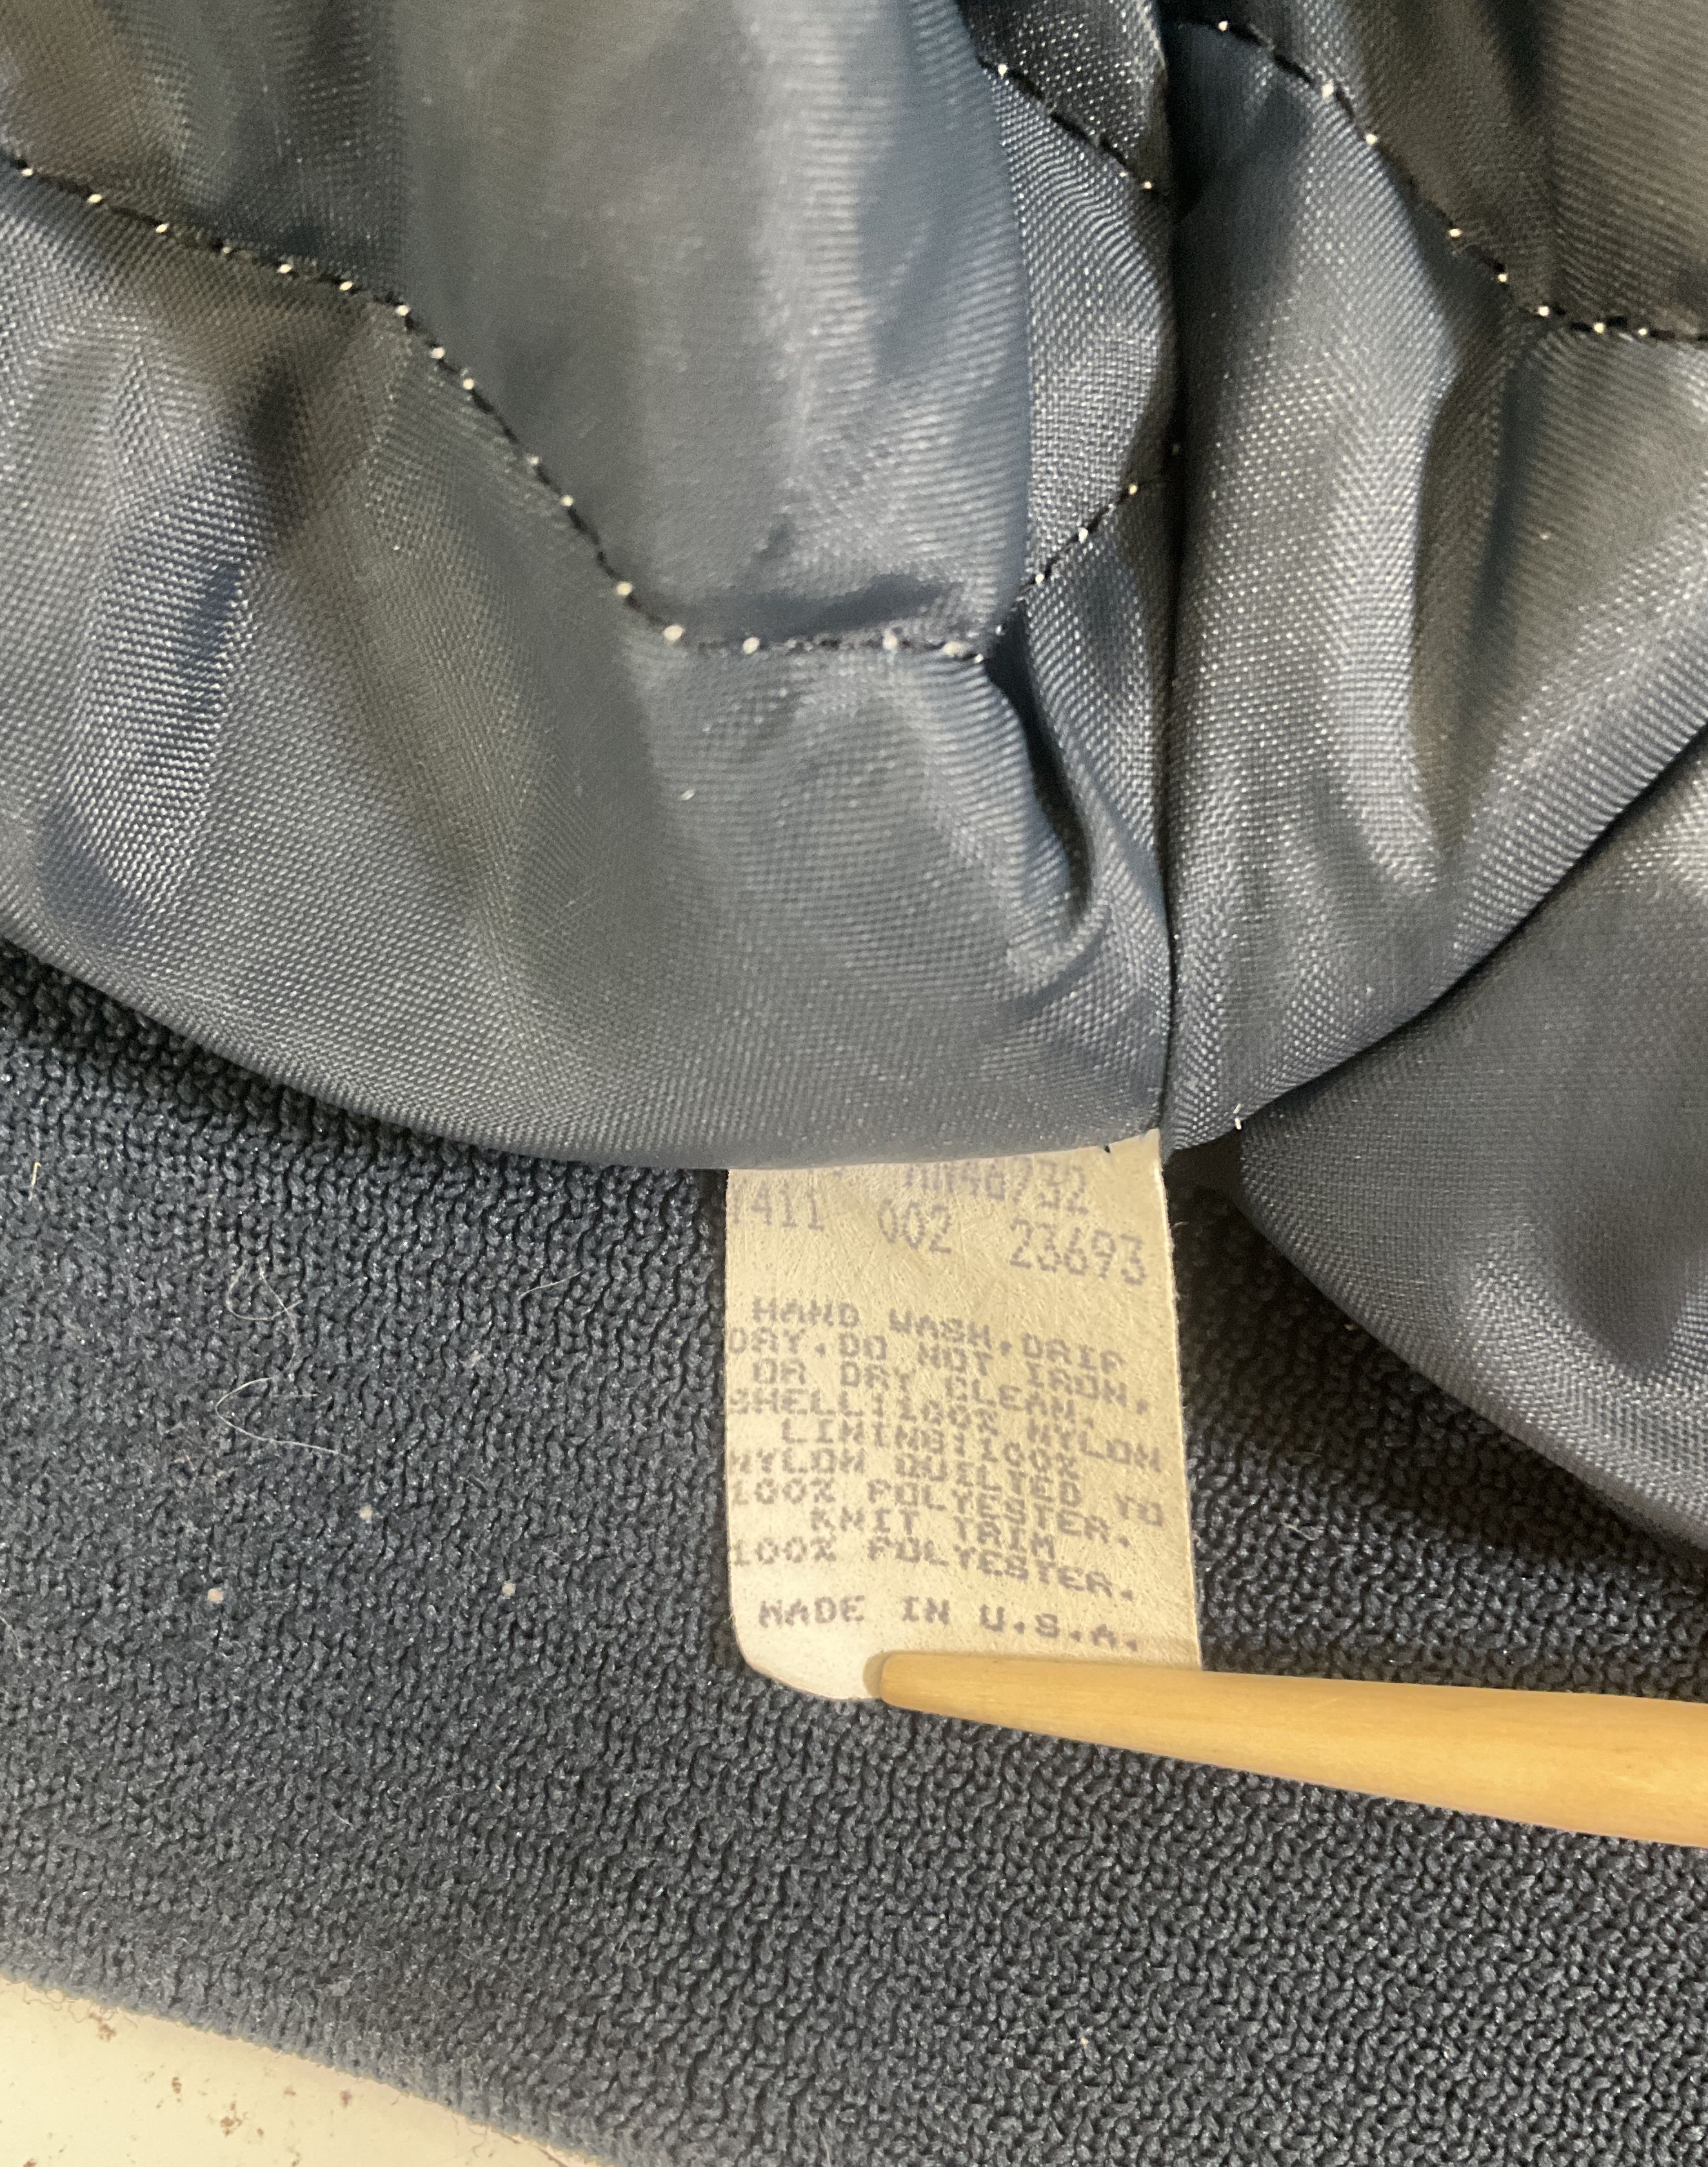 46732
411 002 23693
HAND WASH, DRIP
DRY. DO NOT IRON.
OR DRY CLEAN.
SHELL:100% NYLON
LINING:100%
NYLON QUILTED TO
100% POLYESTER.
KNIT TRIM
100% POLYESTER.
MADE IN U.S.A.